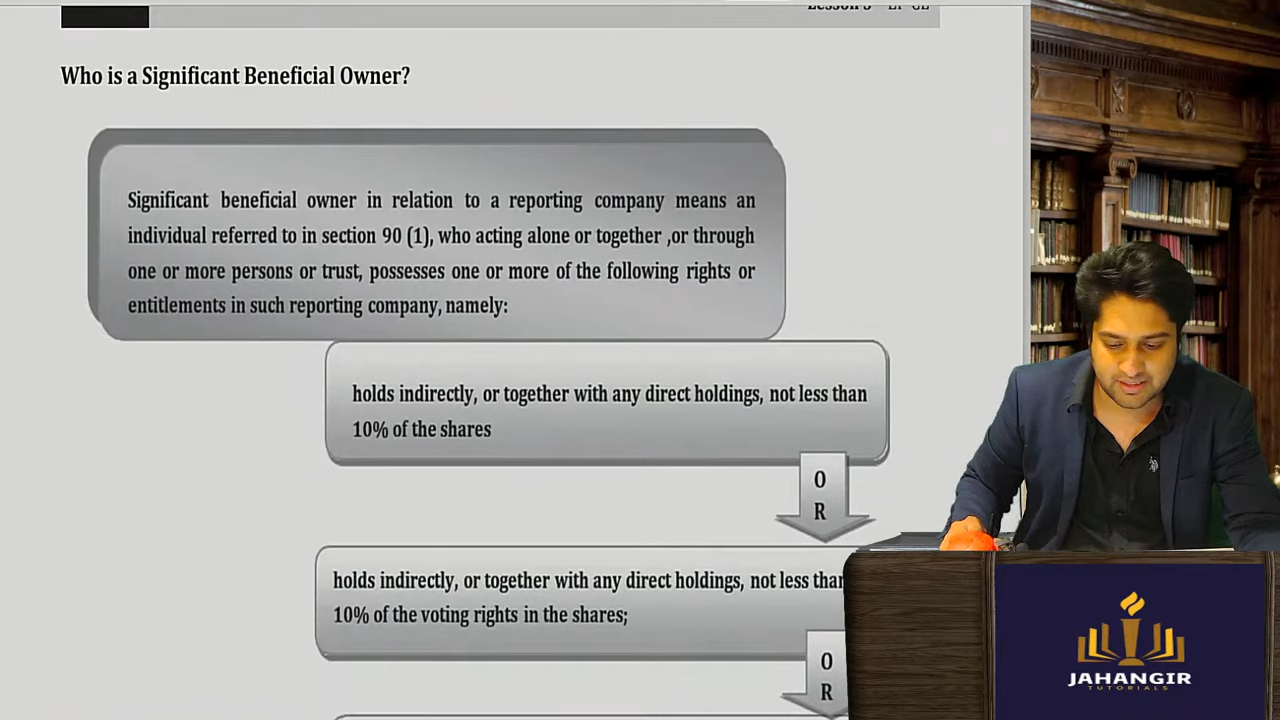 Who is a Significant Beneficial Owner?
Significant beneficial owner in relation to a reporting company means an
individual referred to in section 90 (1), who acting alone or together ,or through
one or more persons or trust, possesses one or more of the following rights or
entitlements in such reporting company, namely:
holds indirectly, or together with any direct holdings, not less than
10% of the shares
O
R
holds indirectly, or together with any direct holdings, not less than
10% of the voting rights in the shares;
O
R
JAHANGIR
TUTORIALS